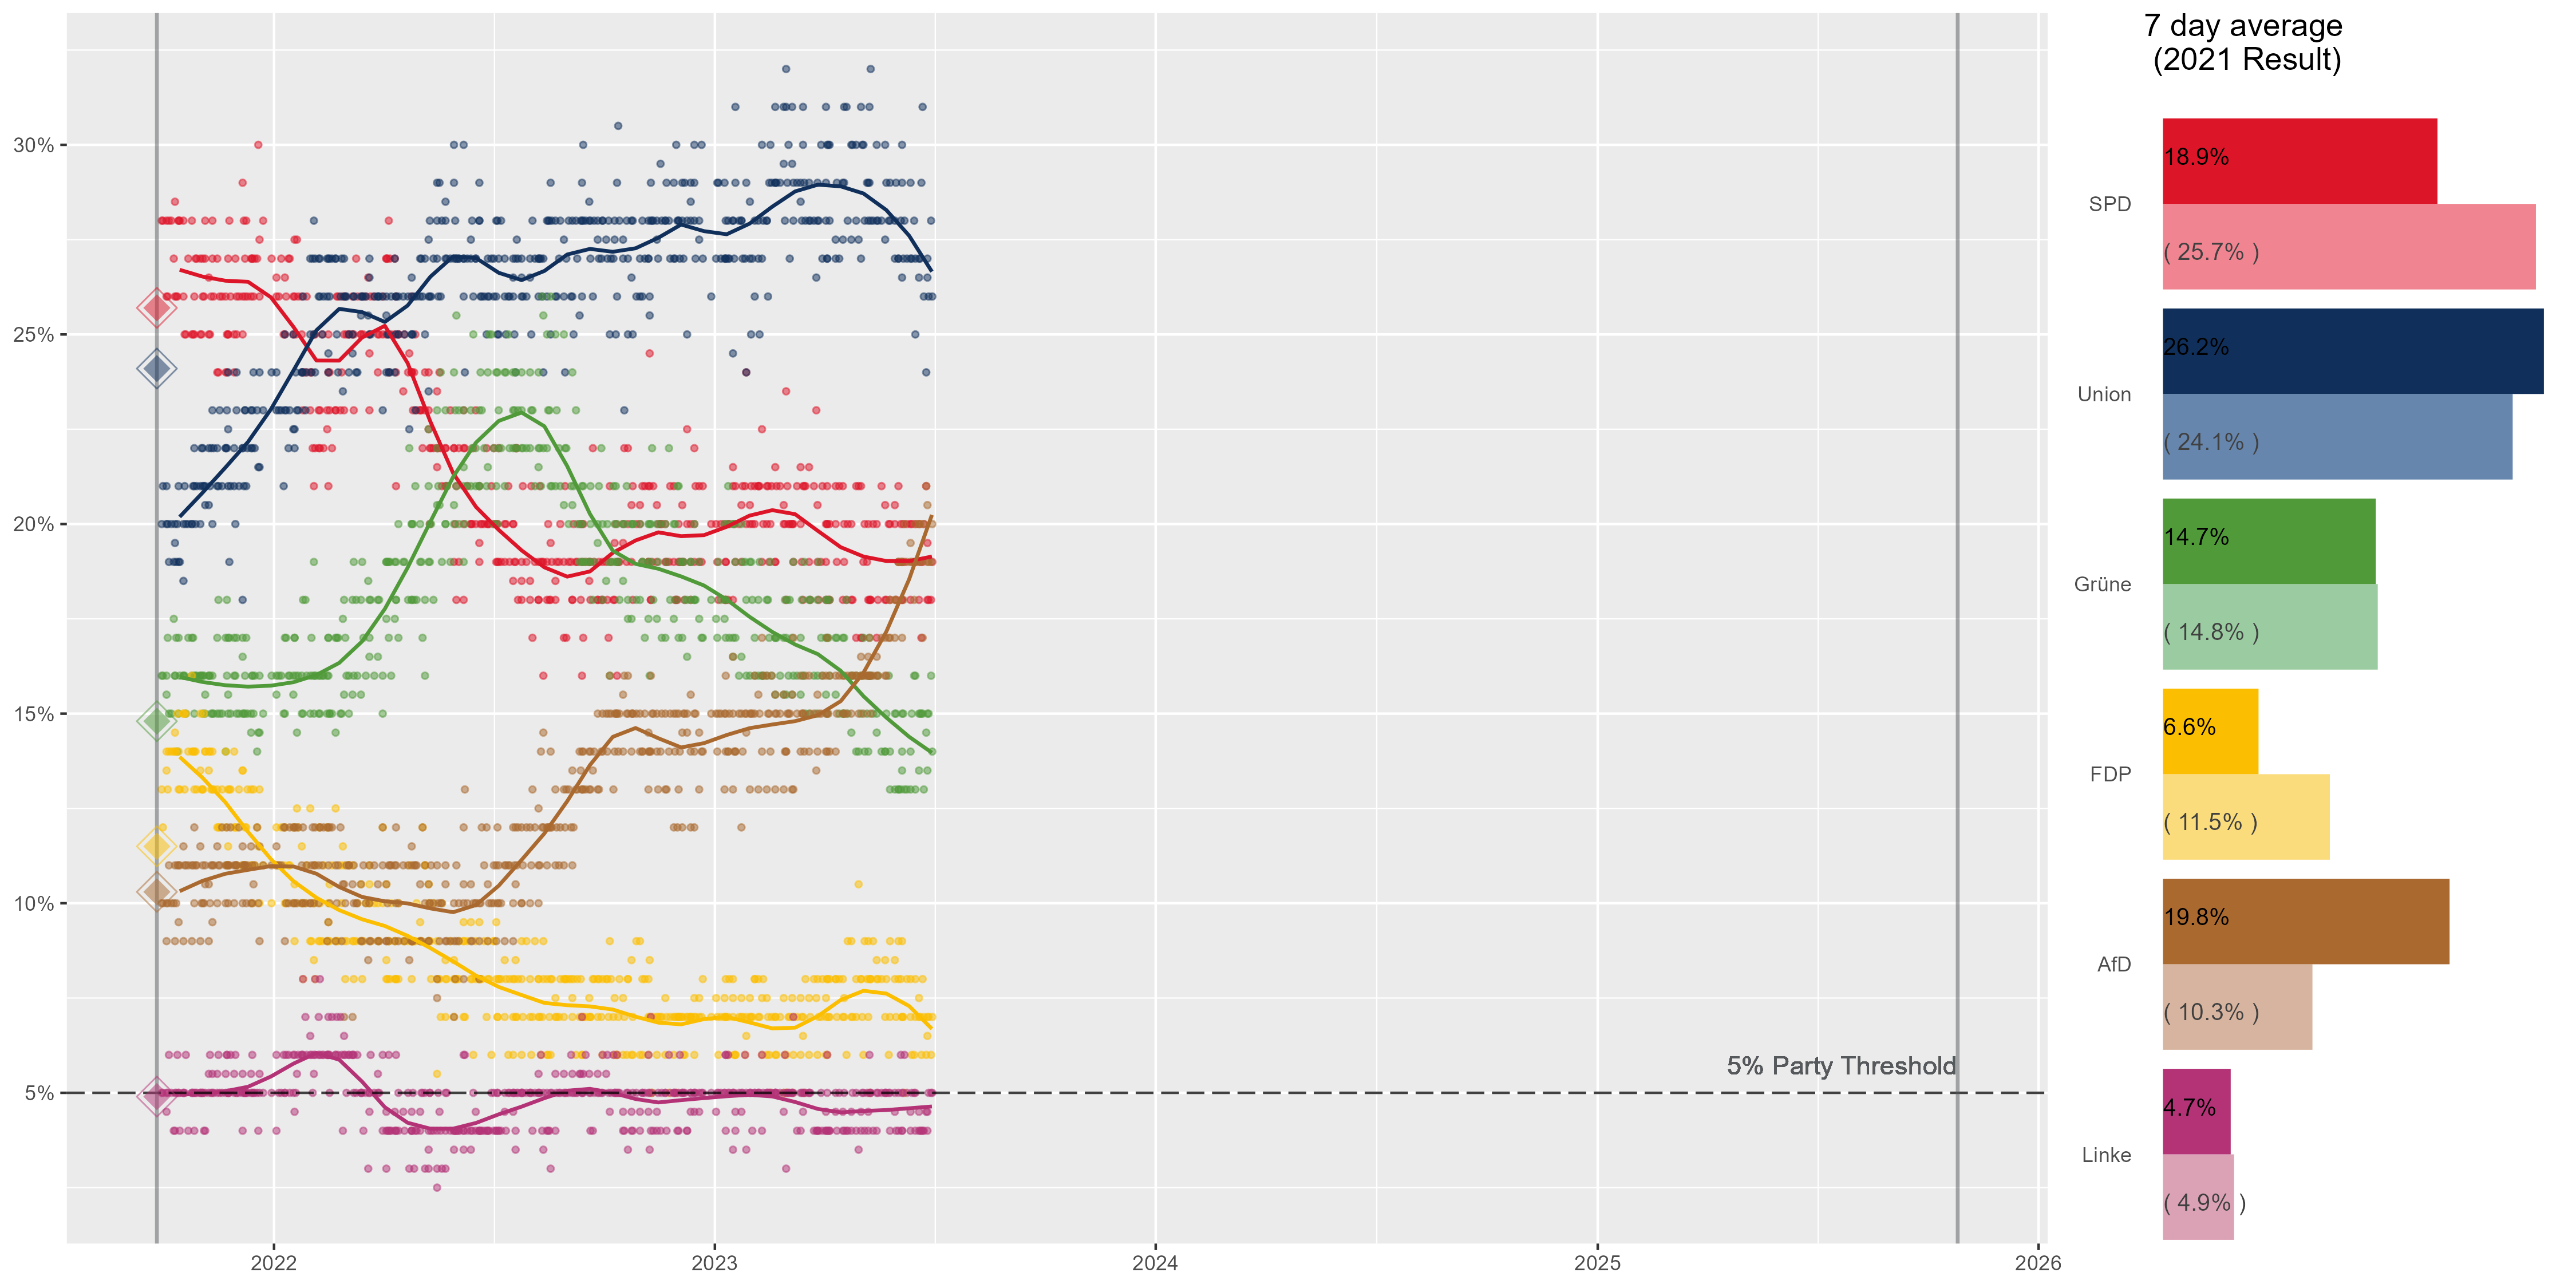 7 day average
(2021 Result)
30%
25%
20%
15%
10%
5%
2022
2023
2024
2025
2026
5% Party Threshold
SPD
18.9%
( 25.7% )
Union
26.2%
( 24.1% )
Grüne
14.7%
( 14.8% )
FDP
6.6%
( 11.5% )
AfD
19.8%
( 10.3% )
Linke
4.7%
( 4.9% )